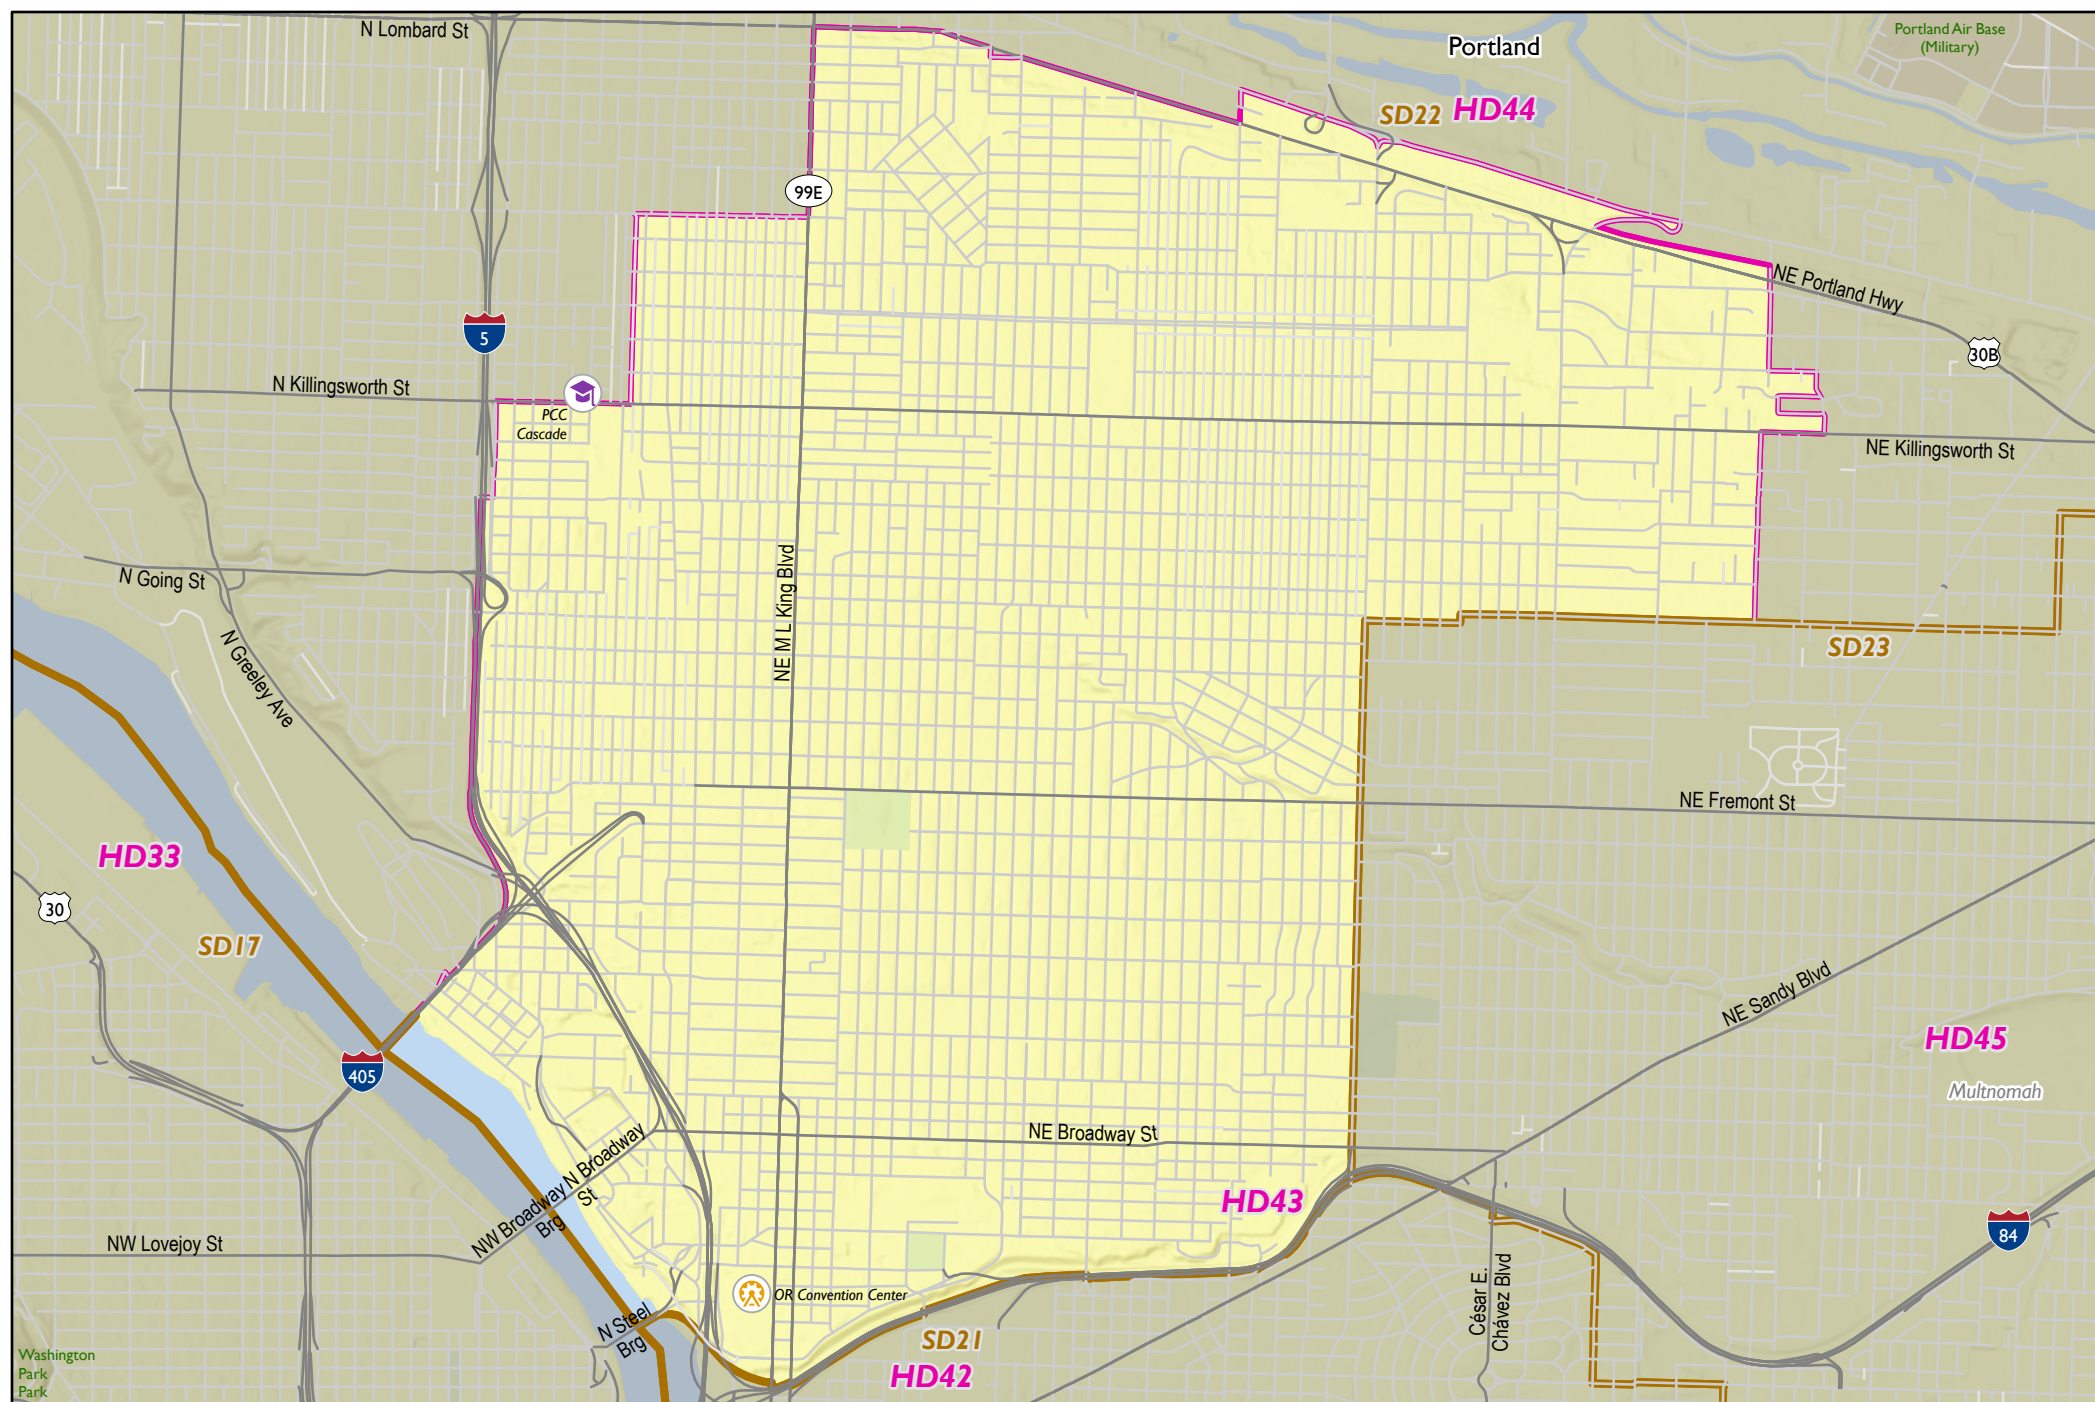 N Lombard St
Portland
Portland Air Base
(Military)
SD22 HD44
99E
NE Portland Hwy
5
30B
N Killingsworth St
PCC
Cascade
NE Killingsworth St
N Going St
NE M L King Blvd
N Greeley Ave
SD23
NE Fremont St
HD33
30
SD17
NE Sandy Blvd
HD45
405
Multnomah
NE Broadway St
N Broadway
St
NW Broadway
Brg
HD43
NW Lovejoy St
84
OR Convention Center
César E.
Chávez Blvd
N Steel
Brg
SD21
HD42
Washington
Park
Park